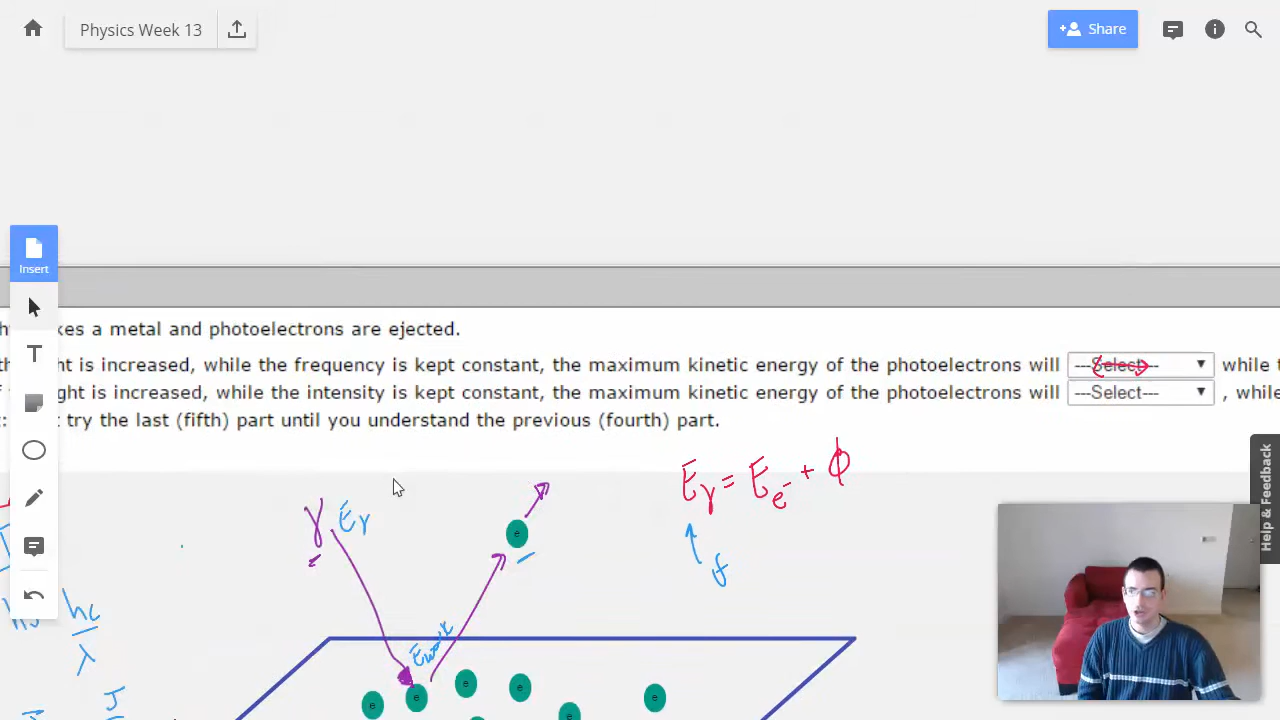 Physics Week 13
Share
Insert
kes a metal and photoelectrons are ejected.
ht is increased, while the frequency is kept constant, the maximum kinetic energy of the photoelectrons will ---Select--- while
ght is increased, while the intensity is kept constant, the maximum kinetic energy of the photoelectrons will ---Select--- , while
try the last (fifth) part until you understand the previous (fourth) part.
Eγ = Ee- + Φ
γ Eγ
e
f
hc
λ
Ework
e e e e e e
J
Help & Feedback